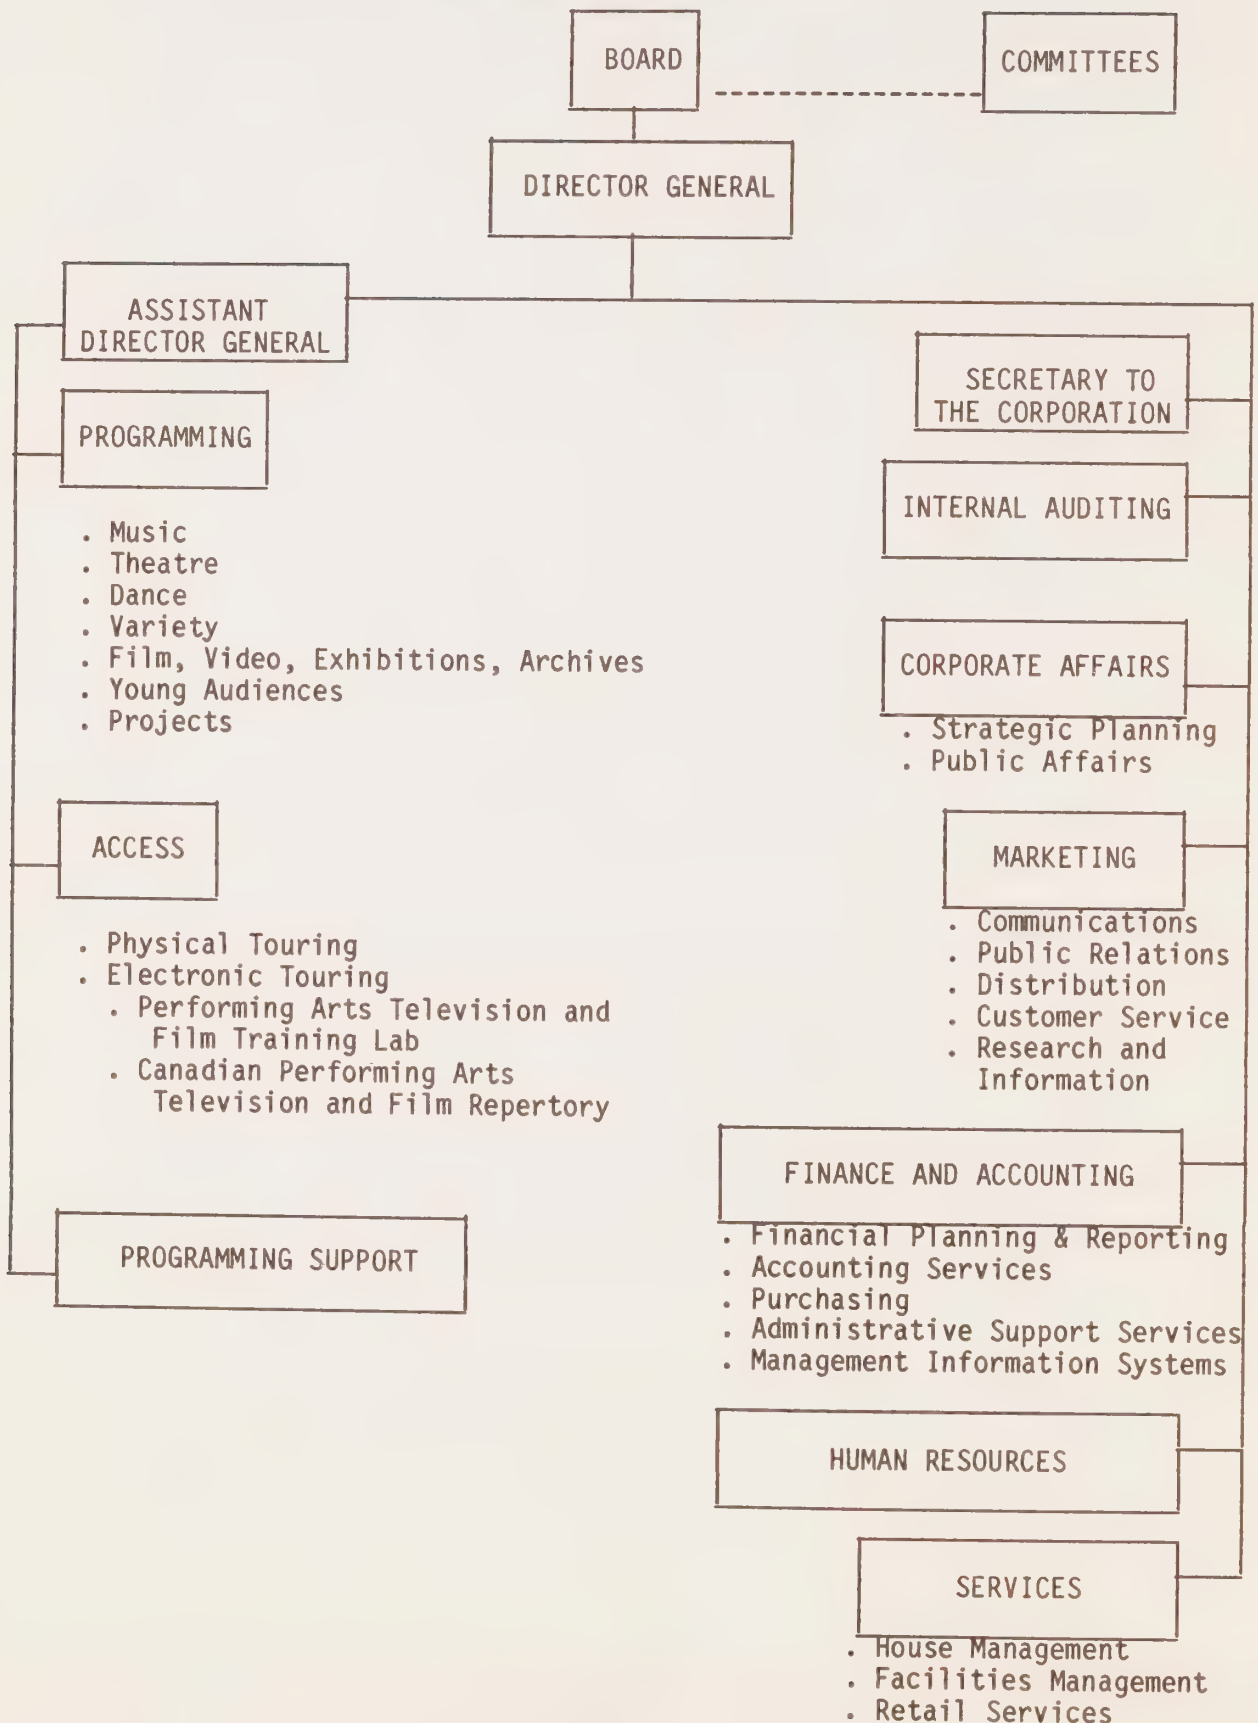 BOARD
COMMITTEES
DIRECTOR GENERAL
ASSISTANT
DIRECTOR GENERAL
PROGRAMMING
. Music
. Theatre
. Dance
. Variety
. Film, Video, Exhibitions, Archives
. Young Audiences
. Projects
ACCESS
. Physical Touring
. Electronic Touring
. Performing Arts Television and
Film Training Lab
. Canadian Performing Arts
Television and Film Repertory
PROGRAMMING SUPPORT
SECRETARY TO
THE CORPORATION
INTERNAL AUDITING
CORPORATE AFFAIRS
. Strategic Planning
. Public Affairs
MARKETING
. Communications
. Public Relations
. Distribution
. Customer Service
. Research and
Information
FINANCE AND ACCOUNTING
. Financial Planning & Reporting
. Accounting Services
. Purchasing
. Administrative Support Services
. Management Information Systems
HUMAN RESOURCES
SERVICES
. House Management
. Facilities Management
. Retail Services